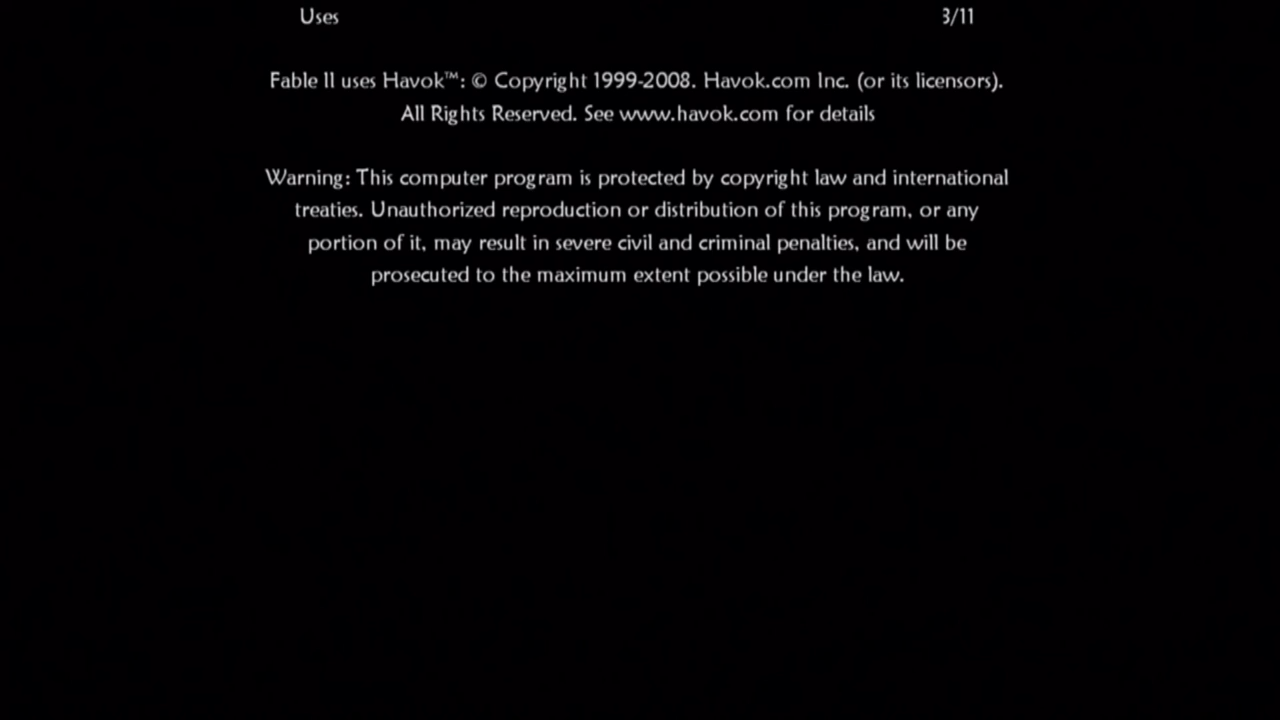 Uses 3/11
Fable II uses Havok™: © Copyright 1999-2008. Havok.com Inc. (or its licensors).
All Rights Reserved. See www.havok.com for details
Warning: This computer program is protected by copyright law and international
treaties. Unauthorized reproduction or distribution of this program, or any
portion of it, may result in severe civil and criminal penalties, and will be
prosecuted to the maximum extent possible under the law.